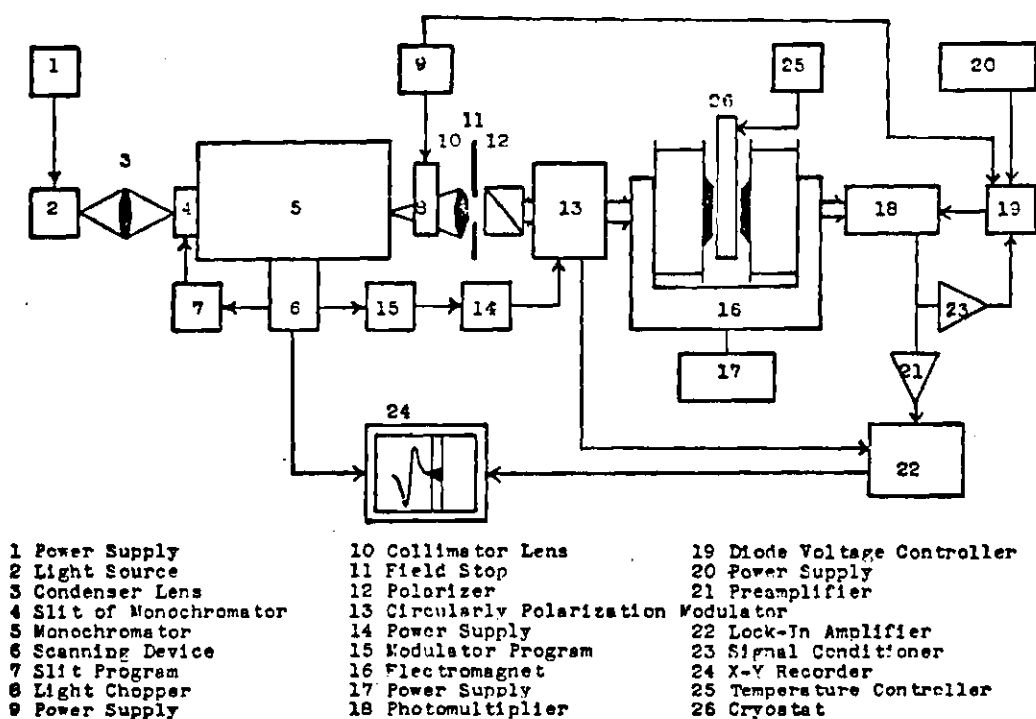 1
9
25
20
26
11
10 12
3
2
4
5
8
13
18
19
7
6
15
14
16
23
17
21
24
22
1 Power Supply
2 Light Source
3 Condenser Lens
4 Slit of Monochromator
5 Monochromator
6 Scanning Device
7 Slit Program
8 Light Chopper
9 Power Supply
10 Collimator Lens
11 Field Stop
12 Polarizer
13 Circularly Polarization Modulator
14 Power Supply
15 Modulator Program
16 Electromagnet
17 Power Supply
18 Photomultiplier
19 Diode Voltage Controller
20 Power Supply
21 Preamplifier
22 Lock-In Amplifier
23 Signal Conditioner
24 X-Y Recorder
25 Temperature Controller
26 Cryostat